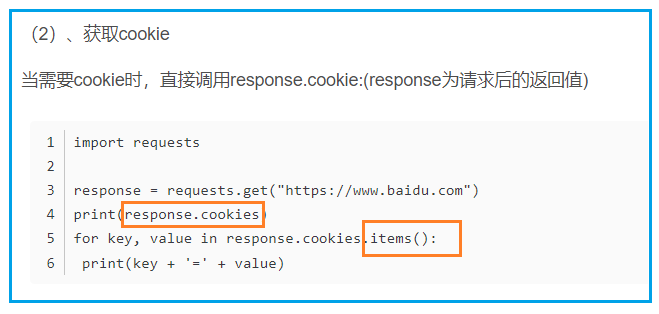 （2）、获取cookie
当需要cookie时，直接调用response.cookie:(response为请求后的返回值)
1 import requests
2
3 response = requests.get("https://www.baidu.com")
4 print(response.cookies)
5 for key, value in response.cookies.items():
6  print(key + '=' + value)